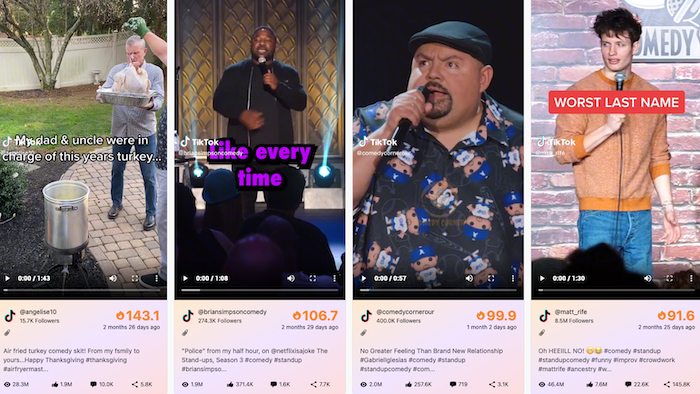 My dad & uncle were in
charge of this years turkey...
TikTok
0:00 / 1:43
@angelise10
15.7K Followers
143.1
2 months 26 days ago
Air fried turkey comedy skit! From my family to
yours...Happy Thanksgiving #thanksgiving
#airfryermast...
28.3M 1.9M 10.0K 5.8K
TikTok
@briansimpsoncomedy
like every
time
0:00 / 1:08
@briansimpsoncomedy
274.3K Followers
106.7
2 months 29 days ago
"Police" from my half hour, on @netflixisajoke The
Stand-ups, Season 3 #comedy #standup
#briansimpso...
1.9M 371.4K 1.6K 7.7K
TikTok
@comedycornerour
0:00 / 0:57
@comedycornerour
400.0K Followers
99.9
1 month 2 days ago
No Greater Feeling Than Brand New Relationship
#GabrielIglesias #comedy #standup
#standupcomedy #com...
2.0M 257.6K 719 3.1K
COMEDY
WORST LAST NAME
TikTok
0:00 / 1:30
@matt_rife
8.5M Followers
91.6
2 months 25 days ago
Oh HEEILLL NO! 😂😂 #comedy #standup
#standupcomedy #funny #improv #crowdwork
#mattrife #ancestry #w...
46.4M 7.6M 22.6K 145.8K